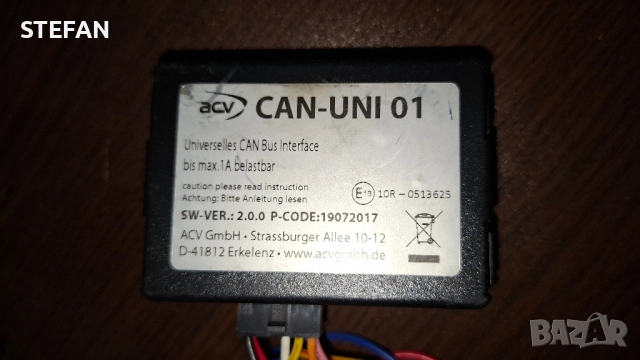 STEFAN
acv CAN-UNI 01
Universelles CAN Bus Interface
bis max.1A belastbar
caution please read instruction
Achtung: Bitte Anleitung lesen
E13 10R - 0513625
SW-VER.: 2.0.0 P-CODE:19072017
ACV GmbH • Strassburger Allee 10-12
D-41812 Erkelenz • www.acvgmbh.de
BAZAR